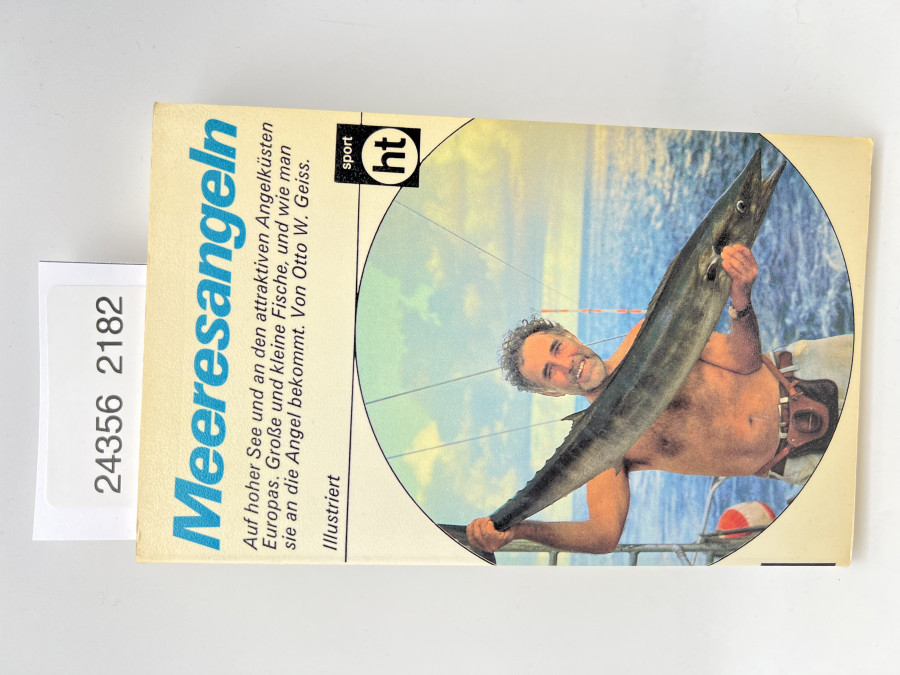 Meeresangeln
Auf hoher See und an den attraktiven Angelküsten
Europas. Große und kleine Fische, und wie man
sie an die Angel bekommt. Von Otto W. Geiss.
Illustriert
sport
ht
24356 2182